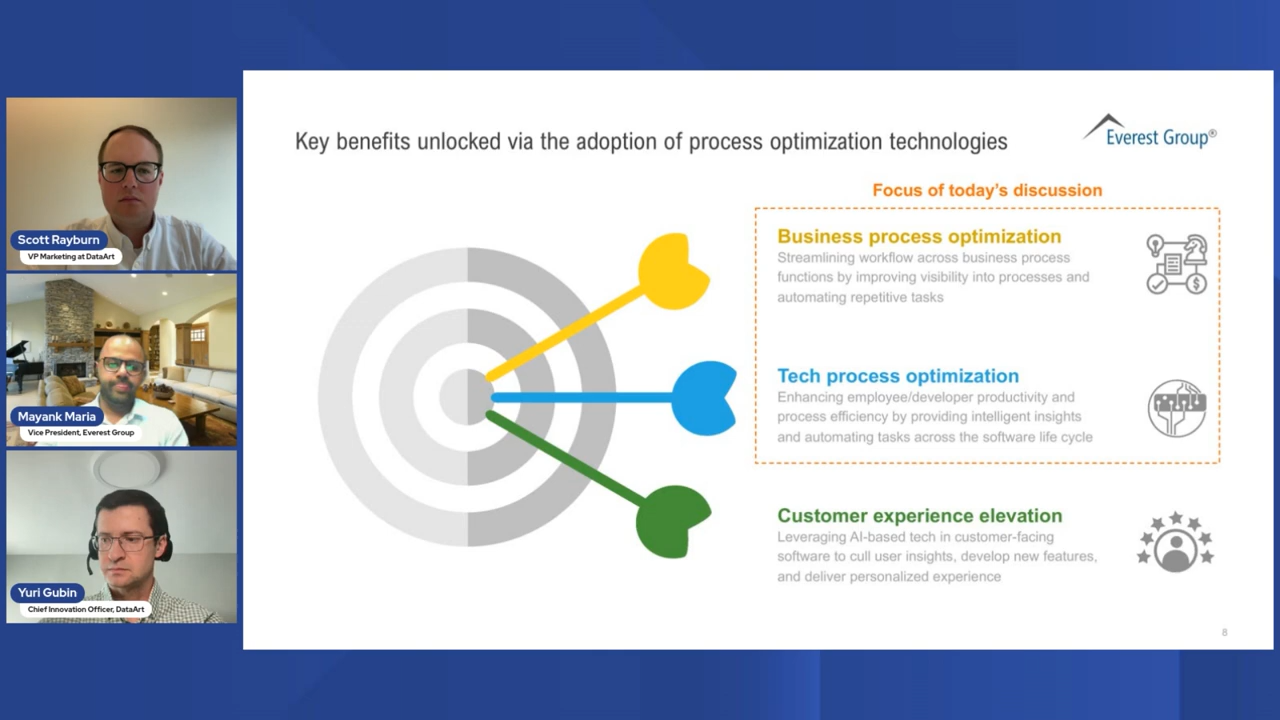 Scott Rayburn
VP Marketing at DataArt
Mayank Maria
Vice President, Everest Group
Yuri Gubin
Chief Innovation Officer, DataArt
Key benefits unlocked via the adoption of process optimization technologies
Everest Group®
Focus of today's discussion
Business process optimization
Streamlining workflow across business process
functions by improving visibility into processes and
automating repetitive tasks
Tech process optimization
Enhancing employee/developer productivity and
process efficiency by providing intelligent insights
and automating tasks across the software life cycle
Customer experience elevation
Leveraging AI-based tech in customer-facing
software to cull user insights, develop new features,
and deliver personalized experience
8